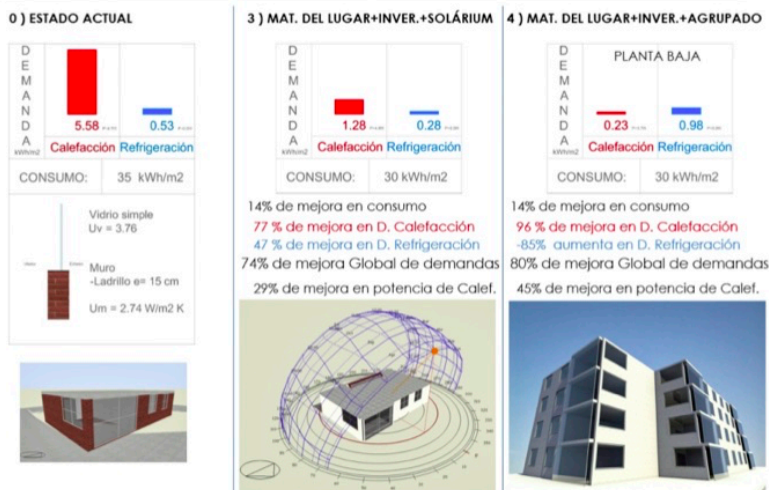 0 ) ESTADO ACTUAL
DEMANDA
kWh/m2
5.58
0.53
Calefacción Refrigeración
CONSUMO: 35 kWh/m2
Vidrio simple
Uv = 3.76
Muro
-Ladrillo e= 15 cm
Um = 2.74 W/m2 K
3 ) MAT. DEL LUGAR+INVER.+SOLÁRIUM
DEMANDA
kWh/m2
1.28
0.28
Calefacción Refrigeración
CONSUMO: 30 kWh/m2
14% de mejora en consumo
77 % de mejora en D. Calefacción
47 % de mejora en D. Refrigeración
74% de mejora Global de demandas
29% de mejora en potencia de Calef.
4 ) MAT. DEL LUGAR+INVER.+AGRUPADO
DEMANDA
kWh/m2
PLANTA BAJA
0.23
0.98
Calefacción Refrigeración
CONSUMO: 30 kWh/m2
14% de mejora en consumo
96 % de mejora en D. Calefacción
-85% aumenta en D. Refrigeración
80% de mejora Global de demandas
45% de mejora en potencia de Calef.